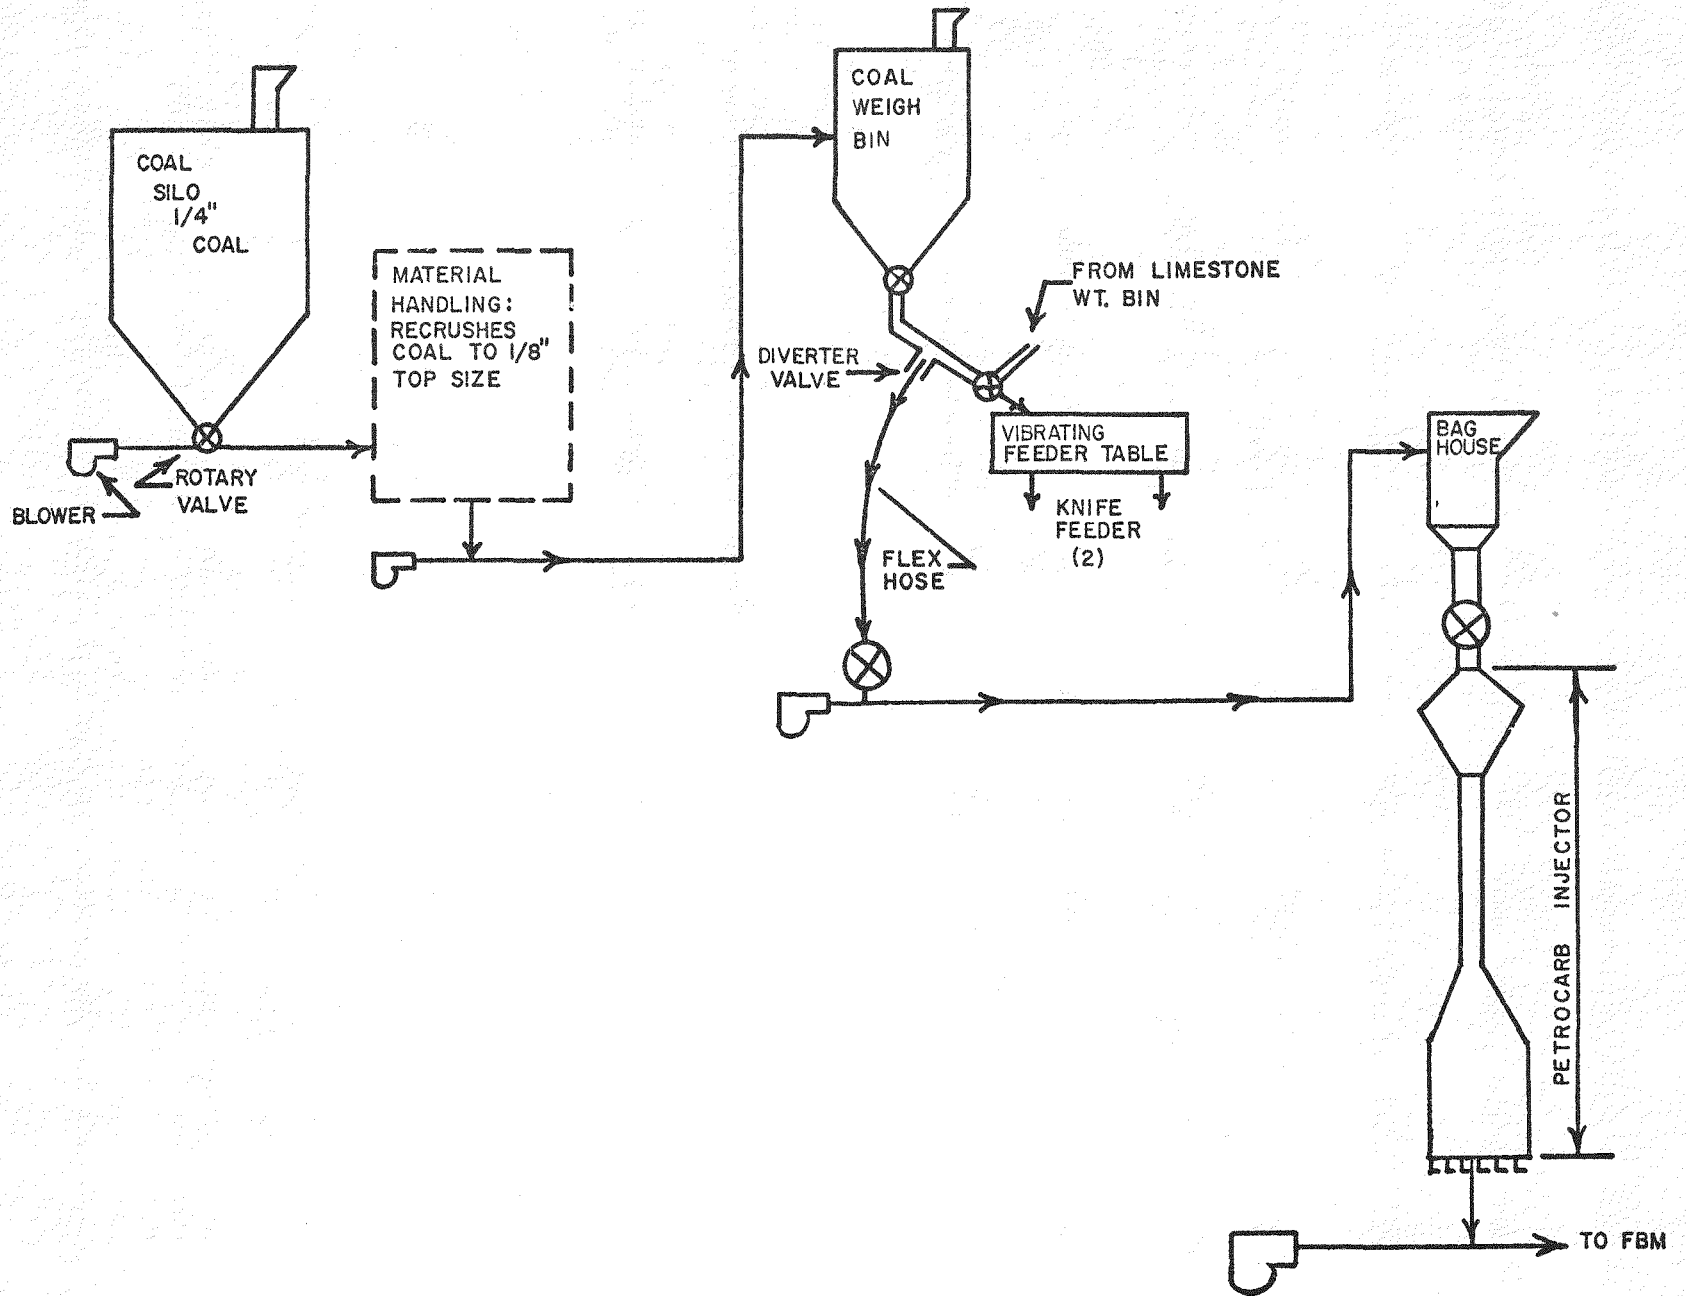 COAL
SILO
1/4"
COAL
BLOWER
ROTARY
VALVE
MATERIAL
HANDLING:
RECRUSHES
COAL TO 1/8"
TOP SIZE
COAL
WEIGH
BIN
FROM LIMESTONE
WT. BIN
DIVERTER
VALVE
VIBRATING
FEEDER TABLE
KNIFE
FEEDER
(2)
FLEX
HOSE
BAG
HOUSE
PETROCARB INJECTOR
TO FBM